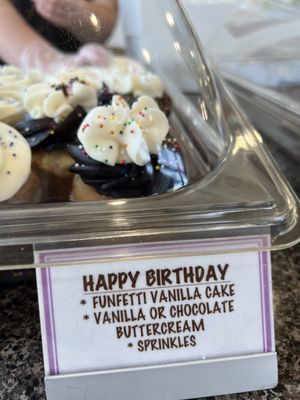 HAPPY BIRTHDAY
* FUNFETTI VANILLA CAKE
* VANILLA OR CHOCOLATE
BUTTERCREAM
* SPRINKLES